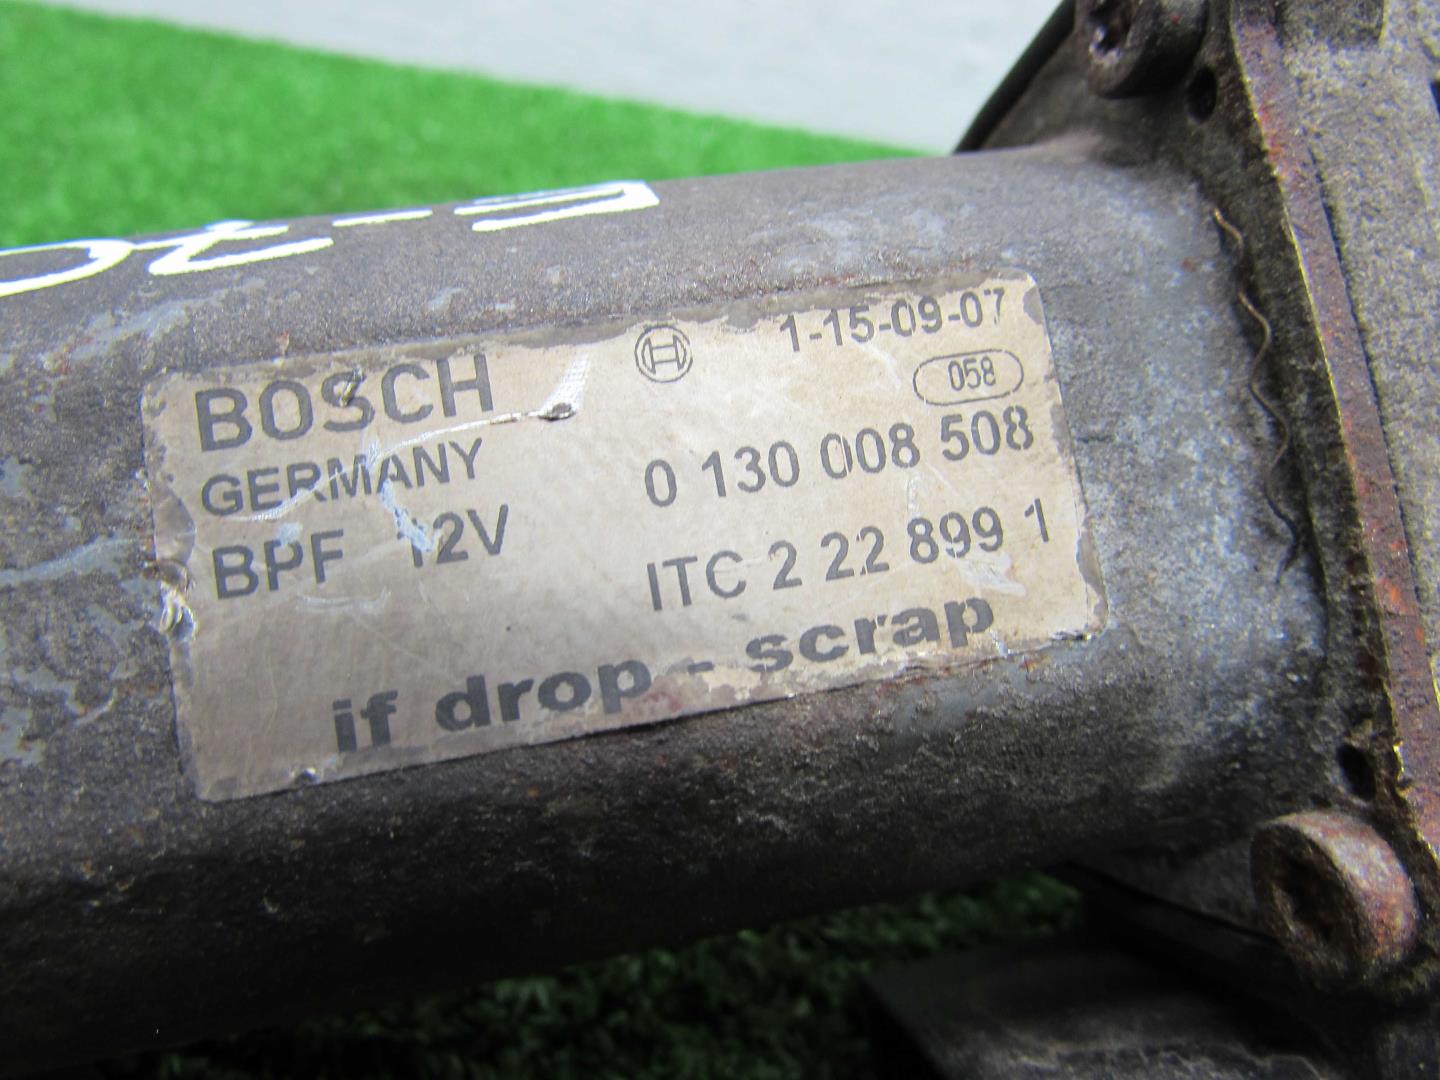 1-15-09-07
BOSCH
058
GERMANY 0 130 008 508
BPF 12V ITC 2 22 899 1
if drop - scrap